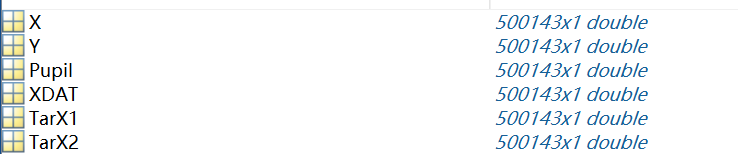 X 500143x1 double
Y 500143x1 double
Pupil 500143x1 double
XDAT 500143x1 double
TarX1 500143x1 double
TarX2 500143x1 double